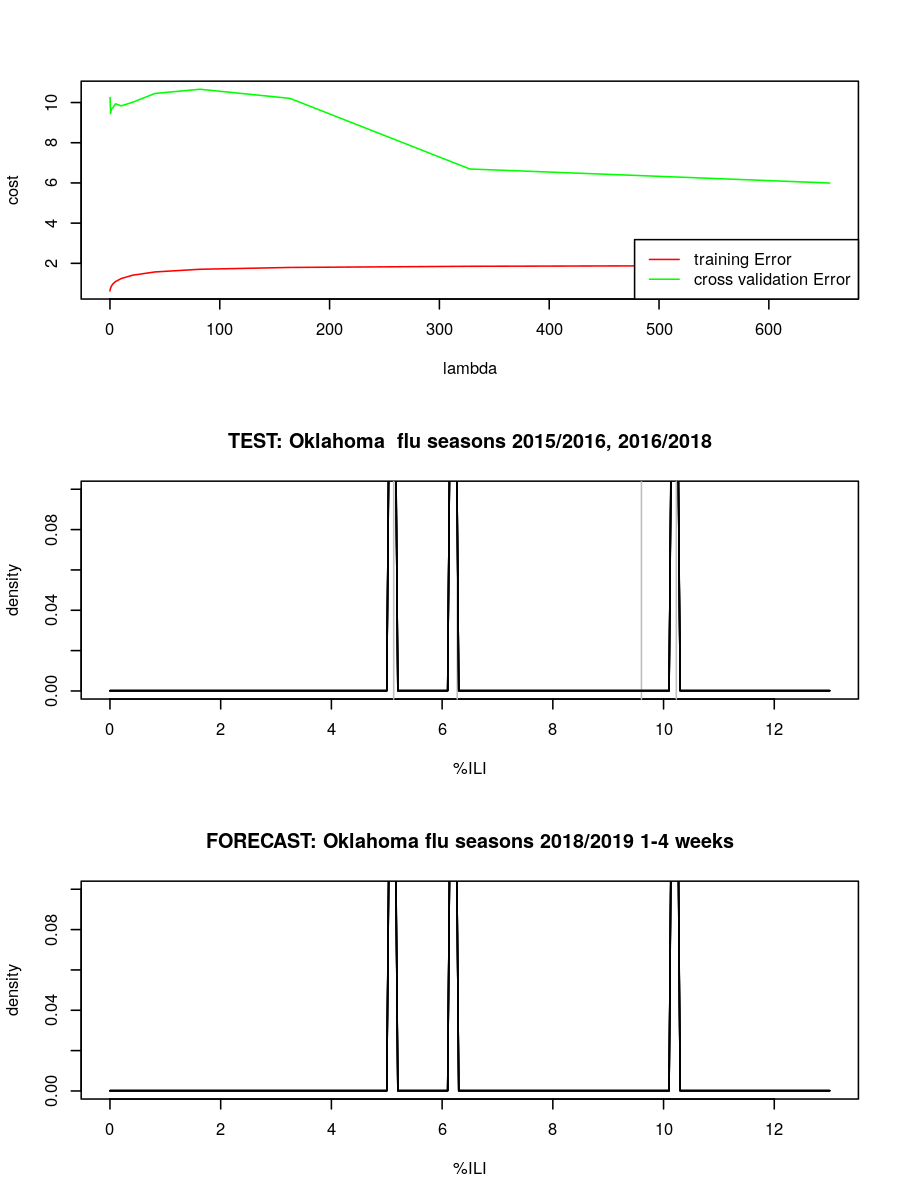 10
8
6
4
2
cost
training Error
cross validation Error
0 100 200 300 400 500 600
lambda
TEST: Oklahoma  flu seasons 2015/2016, 2016/2018
0.08
0.04
0.00
density
0 2 4 6 8 10 12
%ILI
FORECAST: Oklahoma flu seasons 2018/2019 1-4 weeks
0.08
0.04
0.00
density
0 2 4 6 8 10 12
%ILI